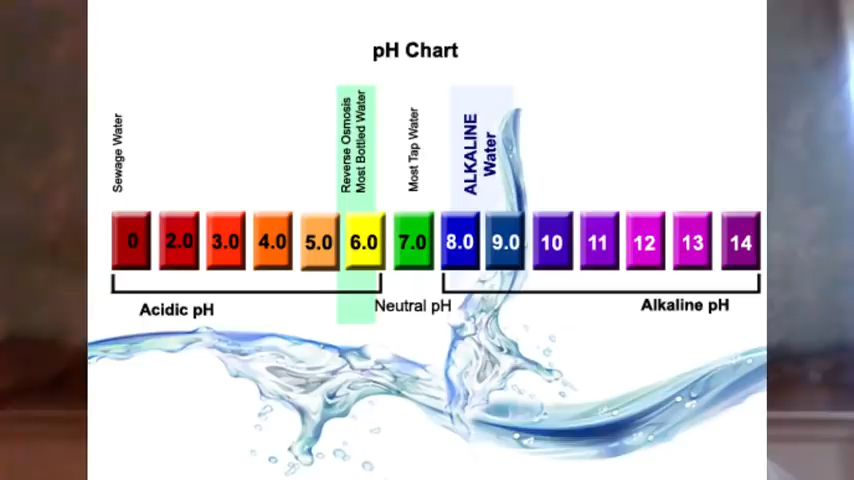 pH Chart
Sewage Water
Reverse Osmosis
Most Bottled Water
Most Tap Water
ALKALINE
Water
0 2.0 3.0 4.0 5.0 6.0 7.0 8.0 9.0 10 11 12 13 14
Acidic pH Neutral pH Alkaline pH